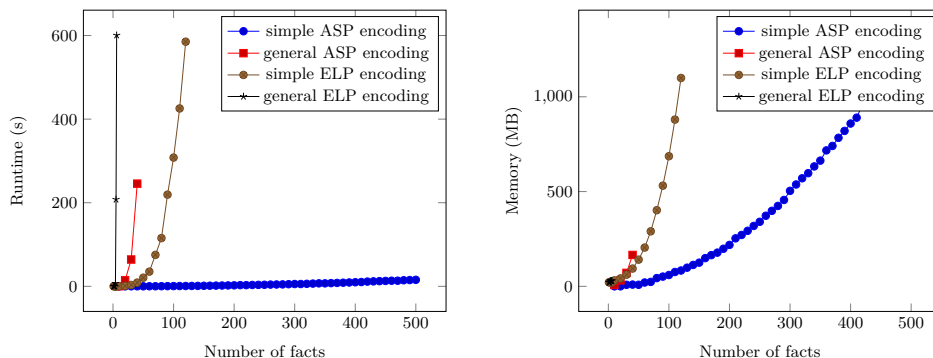 simple ASP encoding
general ASP encoding
simple ELP encoding
general ELP encoding
600
400
200
0
Runtime (s)
0 100 200 300 400 500
Number of facts
simple ASP encoding
general ASP encoding
simple ELP encoding
general ELP encoding
1,000
500
0
Memory (MB)
0 100 200 300 400 500
Number of facts